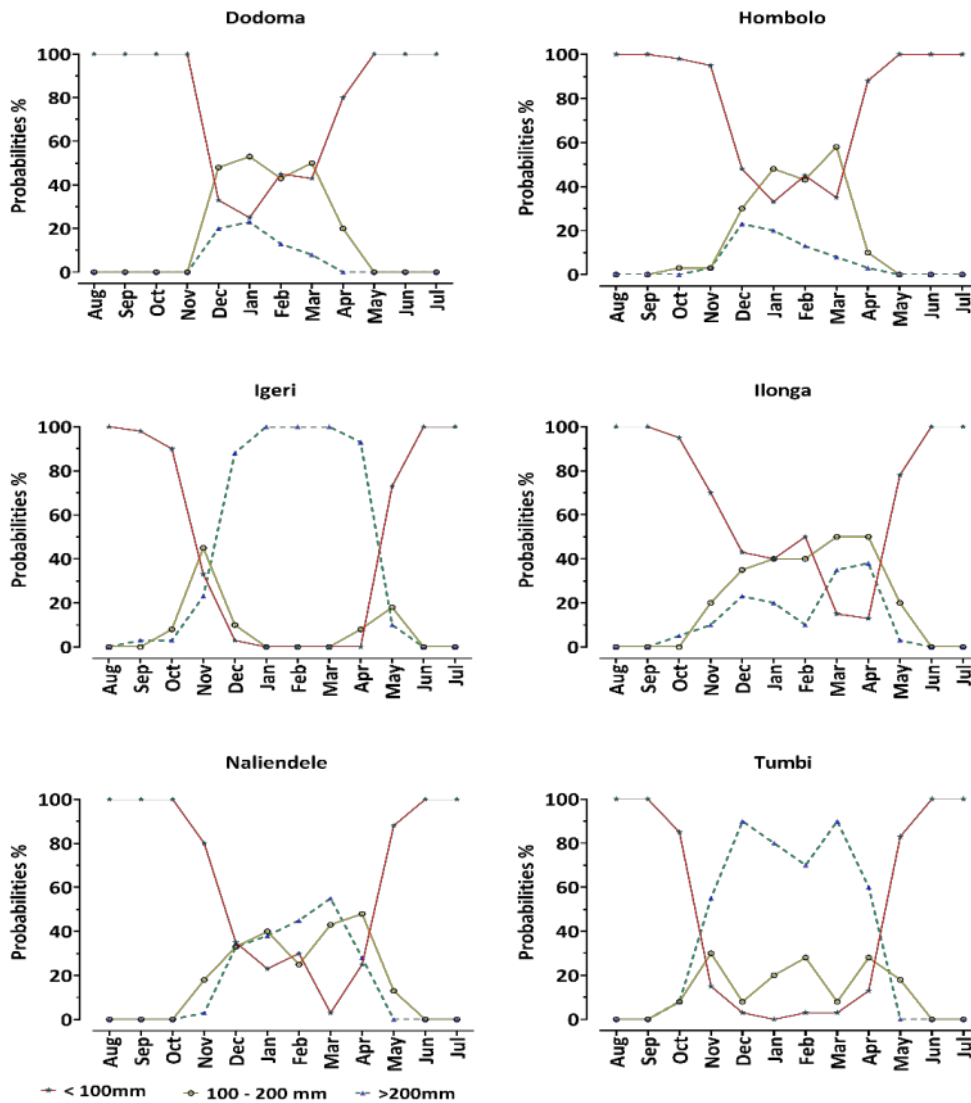 Dodoma
Probabilities %
100
80
60
40
20
0
Aug Sep Oct Nov Dec Jan Feb Mar Apr May Jun Jul
Hombolo
Probabilities %
100
80
60
40
20
0
Aug Sep Oct Nov Dec Jan Feb Mar Apr May Jun Jul
Igeri
Probabilities %
100
80
60
40
20
0
Aug Sep Oct Nov Dec Jan Feb Mar Apr May Jun Jul
Ilonga
Probabilities %
100
80
60
40
20
0
Aug Sep Oct Nov Dec Jan Feb Mar Apr May Jun Jul
Naliendele
Probabilities %
100
80
60
40
20
0
Aug Sep Oct Nov Dec Jan Feb Mar Apr May Jun Jul
Tumbi
Probabilities %
100
80
60
40
20
0
Aug Sep Oct Nov Dec Jan Feb Mar Apr May Jun Jul
< 100mm 100 - 200 mm >200mm